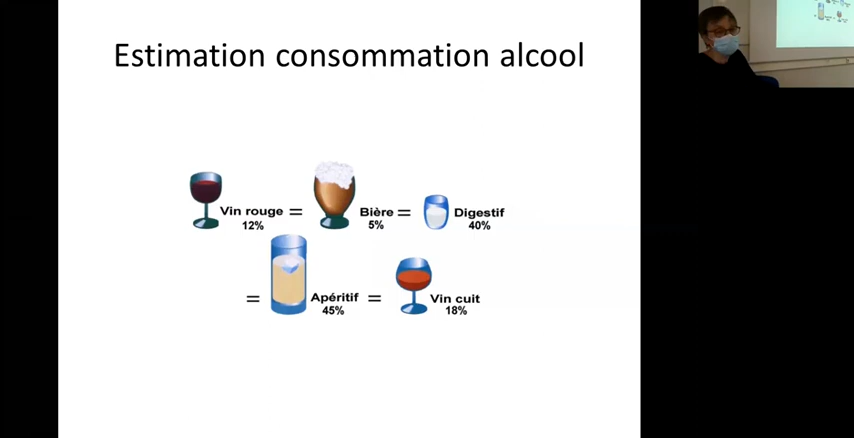 Estimation consommation alcool
Vin rouge = Bière = Digestif
12% 5% 40%
= Apéritif = Vin cuit
45% 18%